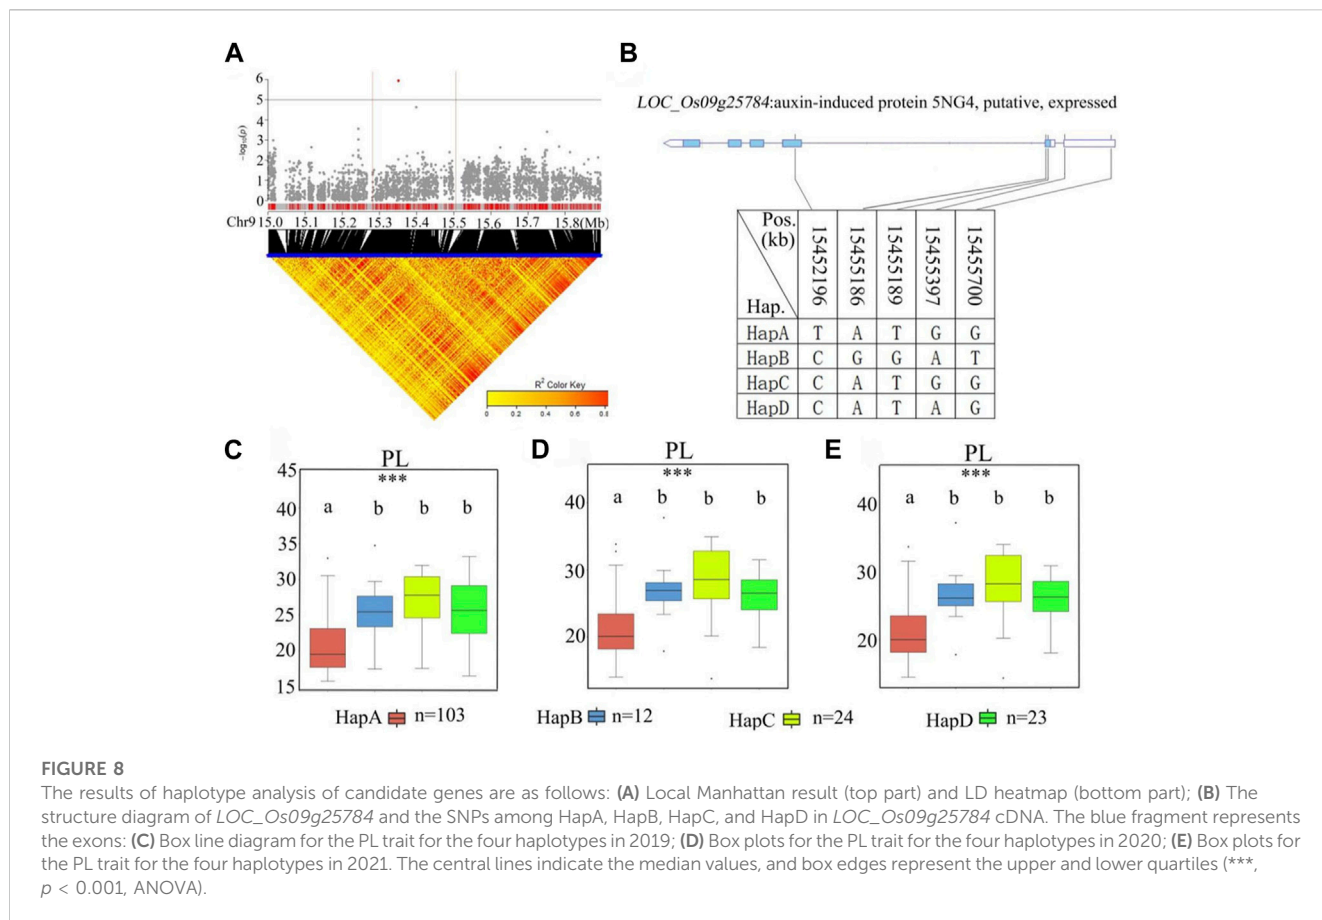 A
6
5
4
3
2
1
0
−log₁₀(p)
Chr9 15.0 15.1 15.2 15.3 15.4 15.5 15.6 15.7 15.8(Mb)
R² Color Key
0 0.2 0.4 0.6 0.8
B
LOC_Os09g25784:auxin-induced protein 5NG4, putative, expressed
Pos. (kb) 15452196 15455186 15455189 15455397 15455700
Hap.
HapA T A T G G
HapB C G G A T
HapC C A T G G
HapD C A T A G
C
PL
***
45
40
35
30
25
20
15
a b b b
D
PL
***
40
30
20
a b b b
E
PL
***
40
30
20
a b b b
HapA n=103 HapB n=12 HapC n=24 HapD n=23
FIGURE 8
The results of haplotype analysis of candidate genes are as follows: (A) Local Manhattan result (top part) and LD heatmap (bottom part); (B) The
structure diagram of LOC_Os09g25784 and the SNPs among HapA, HapB, HapC, and HapD in LOC_Os09g25784 cDNA. The blue fragment represents
the exons: (C) Box line diagram for the PL trait for the four haplotypes in 2019; (D) Box plots for the PL trait for the four haplotypes in 2020; (E) Box plots for
the PL trait for the four haplotypes in 2021. The central lines indicate the median values, and box edges represent the upper and lower quartiles (***,
p < 0.001, ANOVA).